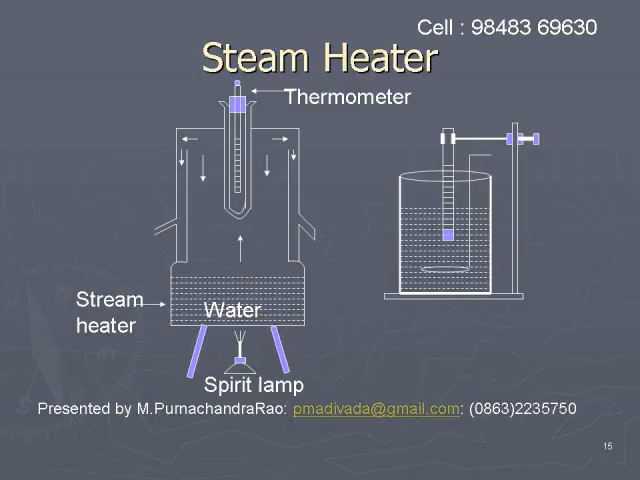 Cell : 98483 69630
Steam Heater
Thermometer
Stream
heater
Water
Spirit lamp
Presented by M.PurnachandraRao: pmadivada@gmail.com: (0863)2235750
15